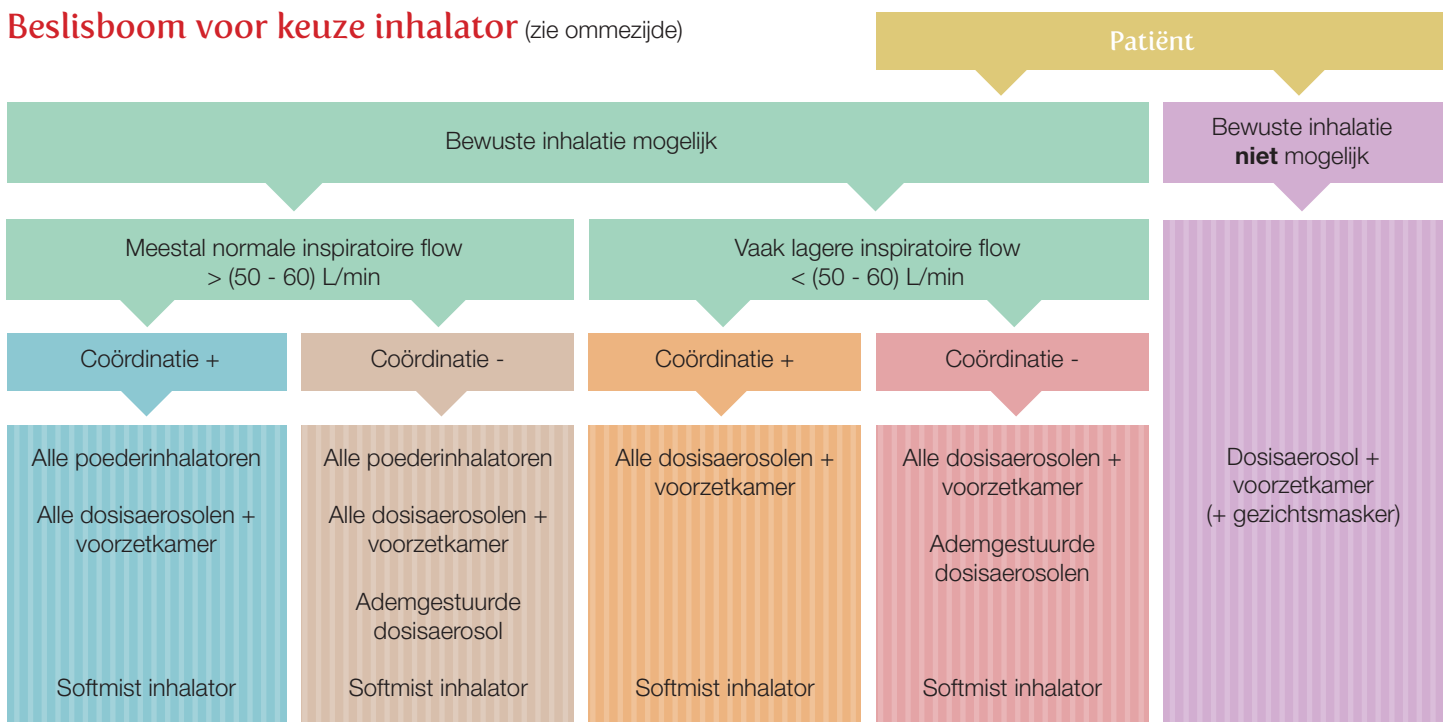 Beslisboom voor keuze inhalator (zie ommezijde)
Patiënt
Bewuste inhalatie mogelijk
Bewuste inhalatie
niet mogelijk
Meestal normale inspiratoire flow
> (50 - 60) L/min
Vaak lagere inspiratoire flow
< (50 - 60) L/min
Coördinatie +
Coördinatie -
Coördinatie +
Coördinatie -
Alle poederinhalatoren
Alle dosisaerosolen +
voorzetkamer
Softmist inhalator
Alle poederinhalatoren
Alle dosisaerosolen +
voorzetkamer
Ademgestuurde
dosisaerosol
Softmist inhalator
Alle dosisaerosolen +
voorzetkamer
Softmist inhalator
Alle dosisaerosolen +
voorzetkamer
Ademgestuurde
dosisaerosolen
Softmist inhalator
Dosisaerosol +
voorzetkamer
(+ gezichtsmasker)